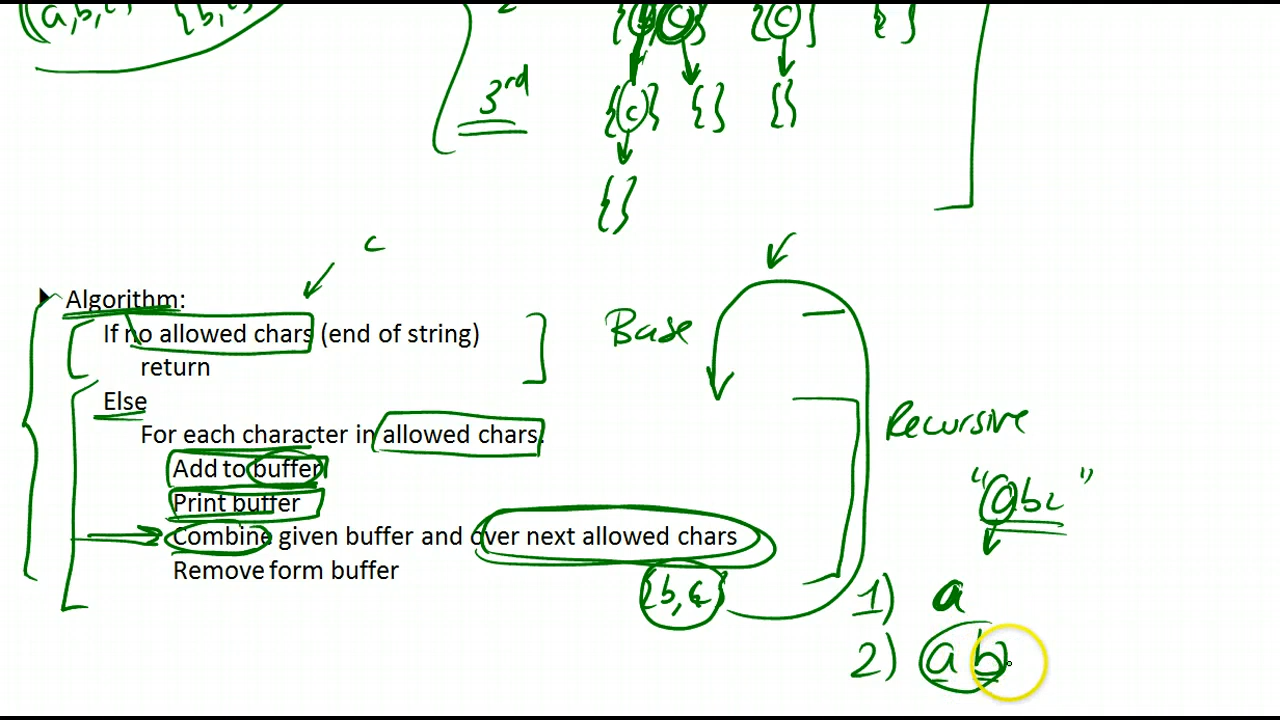 {a,b,c} {b,c}
{b,c} {c} { }
3rd {c} {} {}
{}
c
Algorithm:
If no allowed chars (end of string)
Base
return
Else
Recursive
For each character in allowed chars.
Add to buffer
"abc"
Print buffer
Combine given buffer and over next allowed chars
Remove form buffer
{b,c}
1) a
2) ab